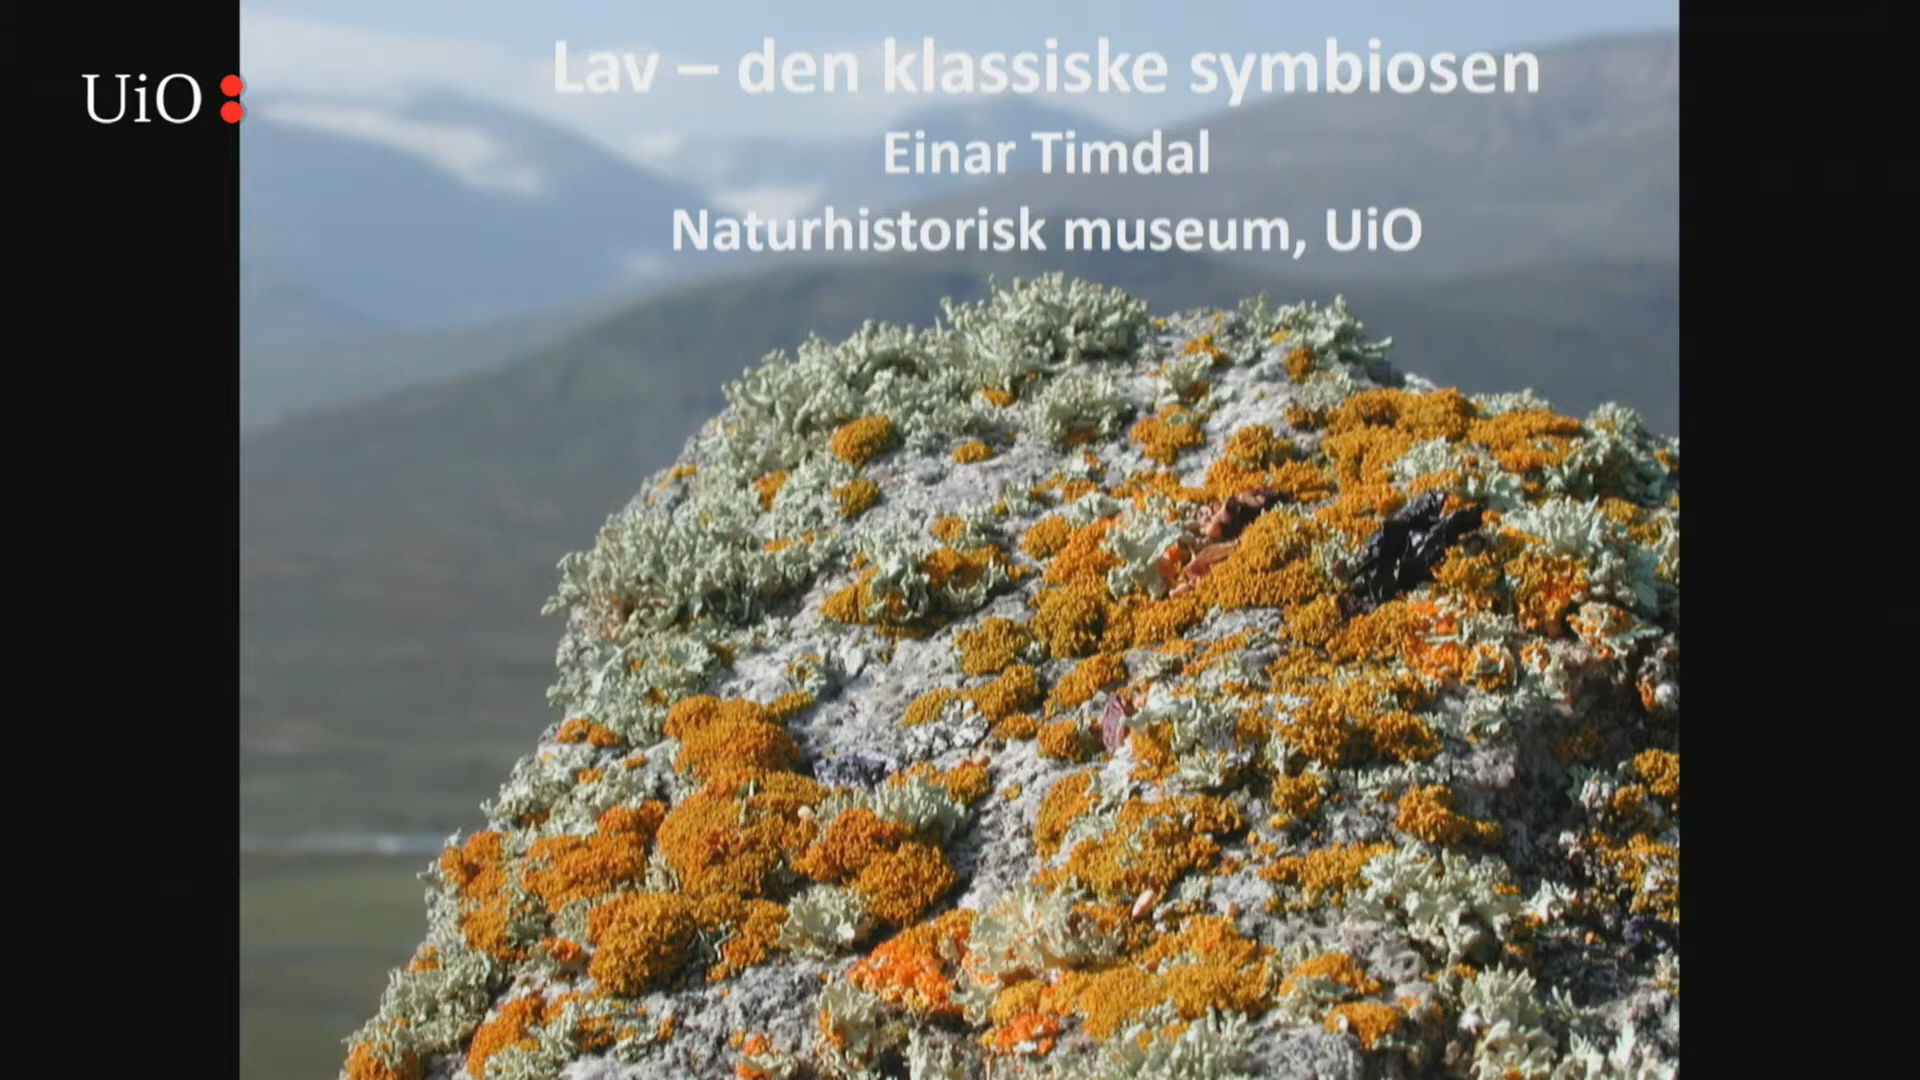 UiO
Lav – den klassiske symbiosen
Einar Timdal
Naturhistorisk museum, UiO